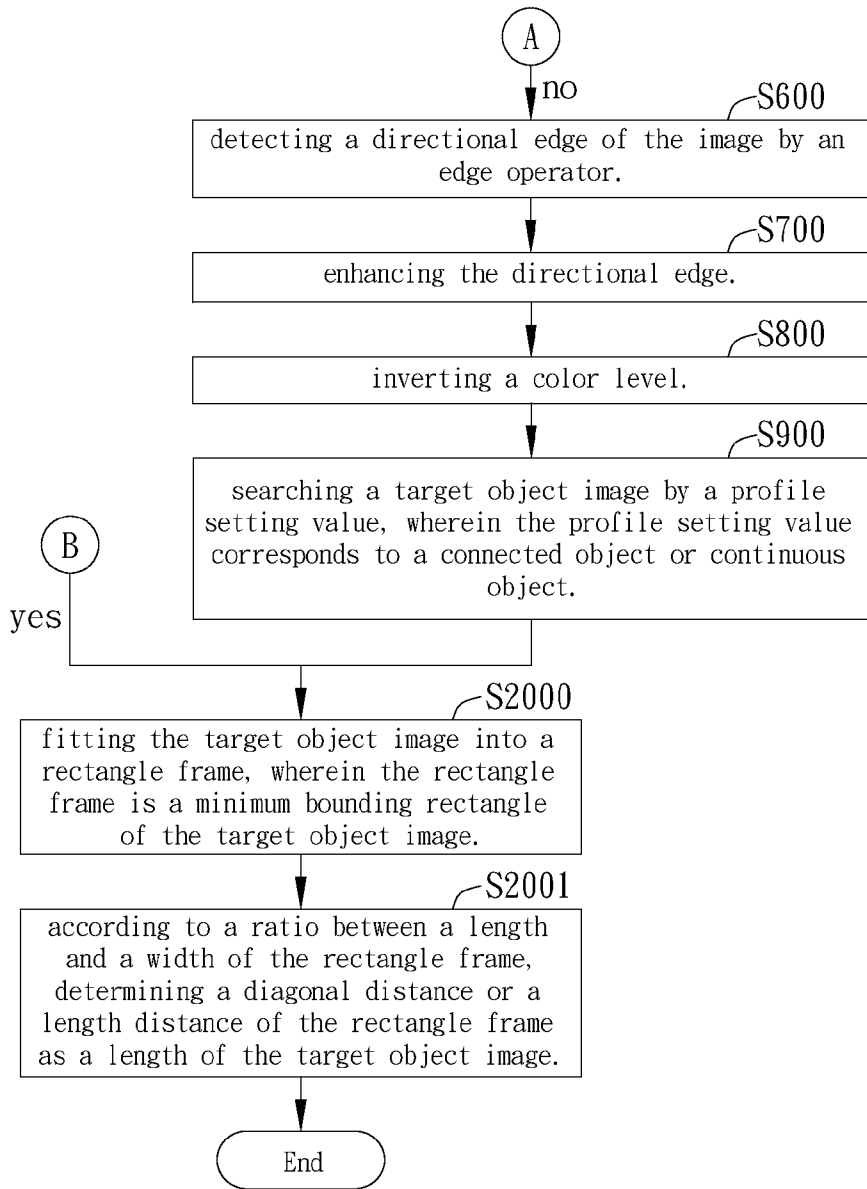 A
no
S600
detecting a directional edge of the image by an
edge operator.
S700
enhancing the directional edge.
S800
inverting a color level.
S900
searching a target object image by a profile
setting value, wherein the profile setting value
corresponds to a connected object or continuous
object.
B
yes
S2000
fitting the target object image into a
rectangle frame, wherein the rectangle
frame is a minimum bounding rectangle
of the target object image.
S2001
according to a ratio between a length
and a width of the rectangle frame,
determining a diagonal distance or a
length distance of the rectangle frame
as a length of the target object image.
End